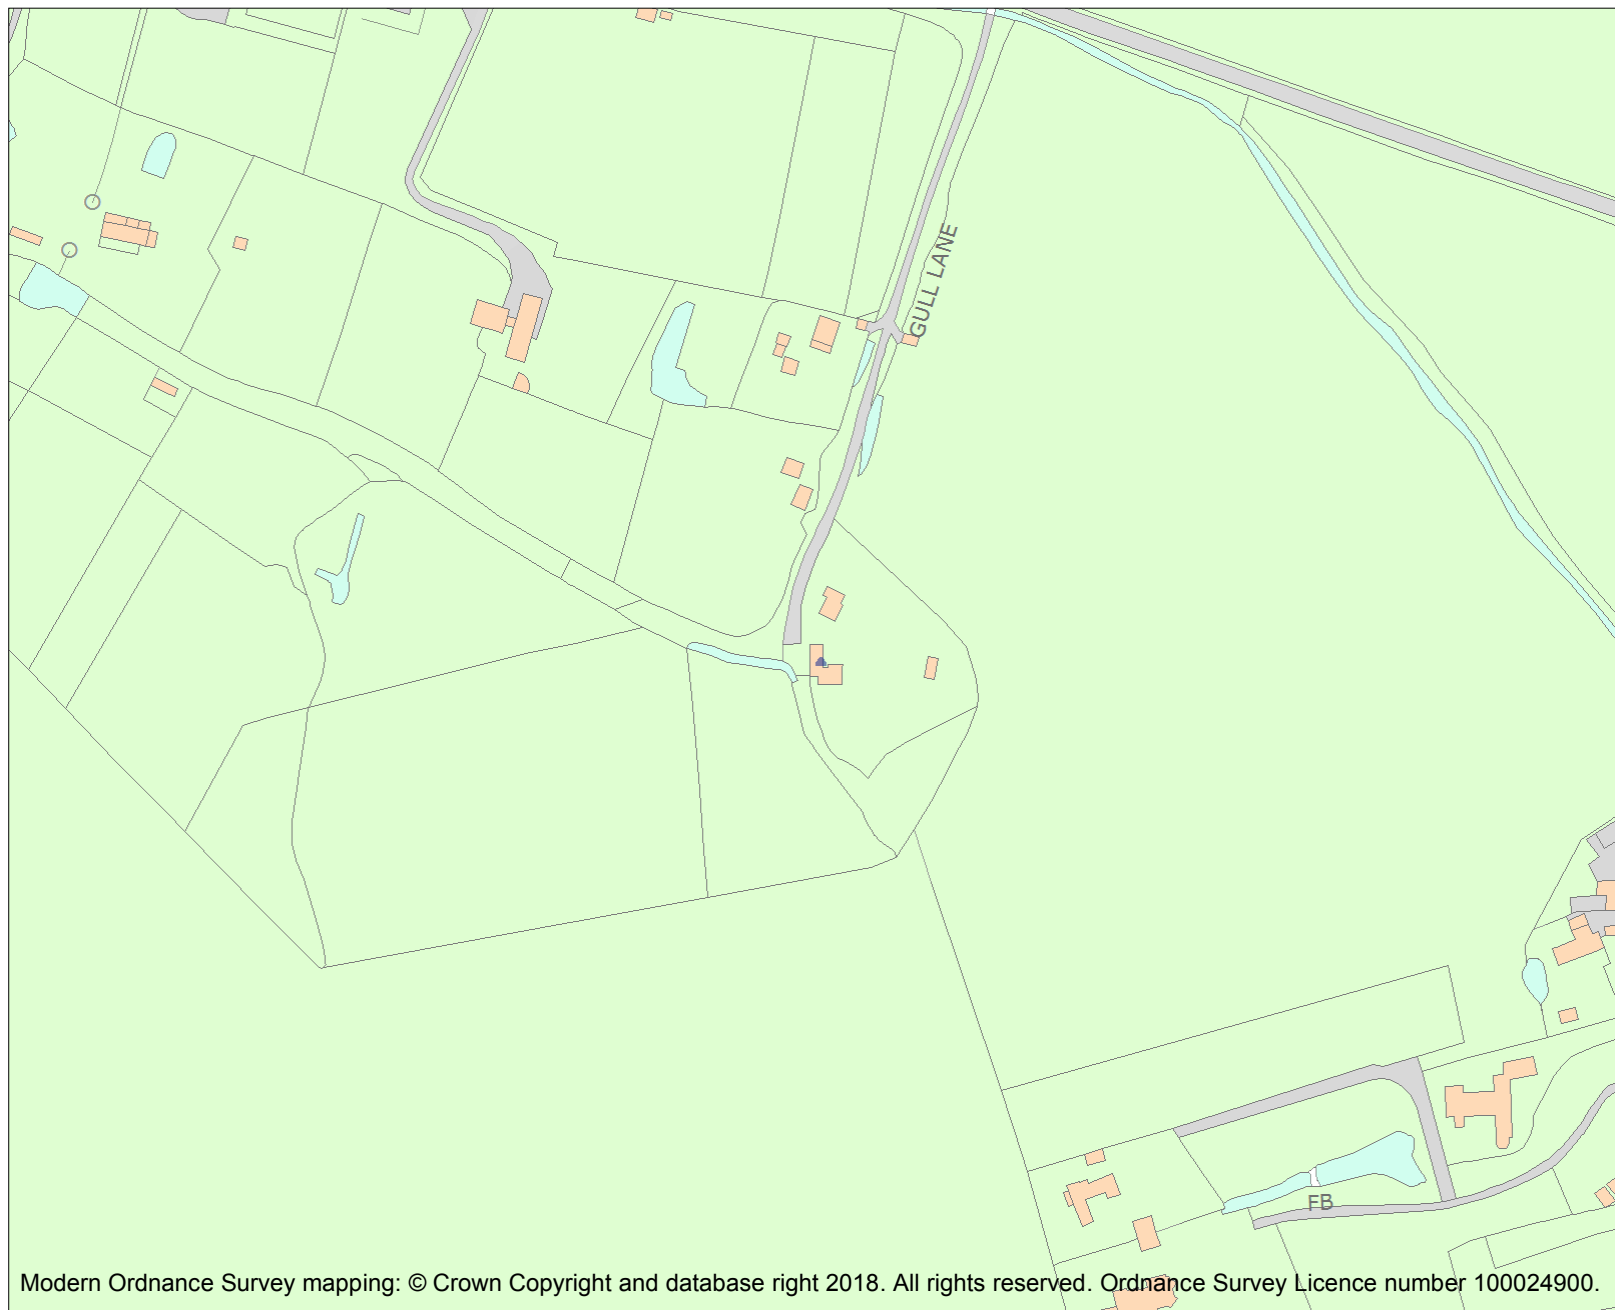 GULL LANE
FB
Modern Ordnance Survey mapping: © Crown Copyright and database right 2018. All rights reserved. Ordnance Survey Licence number 100024900.